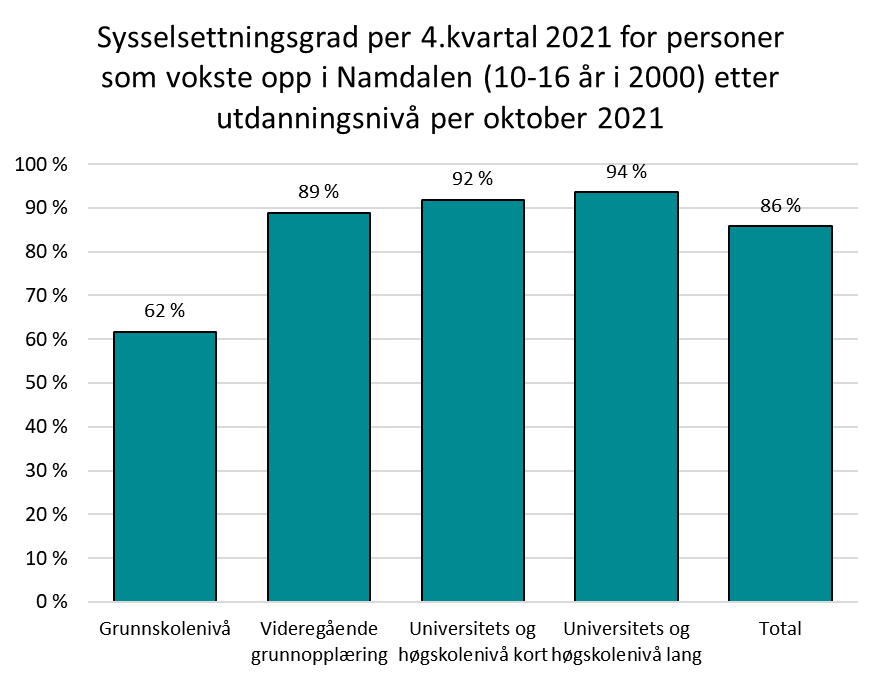 Sysselsettningsgrad per 4.kvartal 2021 for personer
som vokste opp i Namdalen (10-16 år i 2000) etter
utdanningsnivå per oktober 2021
100 %
90 %
80 %
70 %
60 %
50 %
40 %
30 %
20 %
10 %
0 %
62 %
89 %
92 %
94 %
86 %
Grunnskolenivå
Videregående
grunnopplæring
Universitets og
høgskolenivå kort
Universitets og
høgskolenivå lang
Total